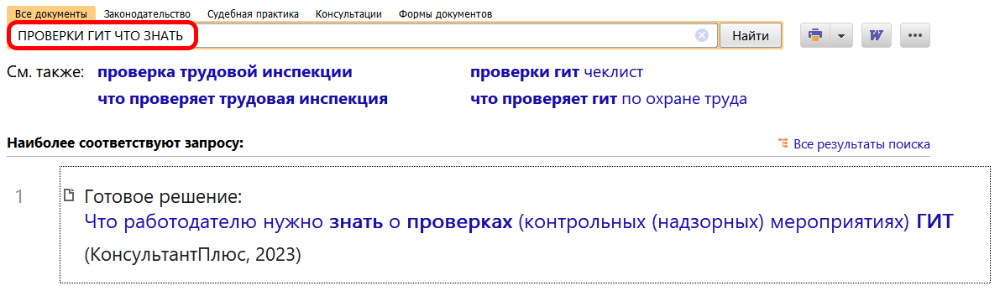 Все документы Законодательство Судебная практика Консультации Формы документов
ПРОВЕРКИ ГИТ ЧТО ЗНАТЬ Найти W
См. также: проверка трудовой инспекции проверки гит чеклист
что проверяет трудовая инспекция что проверяет гит по охране труда
Наиболее соответствуют запросу: Все результаты поиска
1 Готовое решение:
Что работодателю нужно знать о проверках (контрольных (надзорных) мероприятиях) ГИТ
(КонсультантПлюс, 2023)